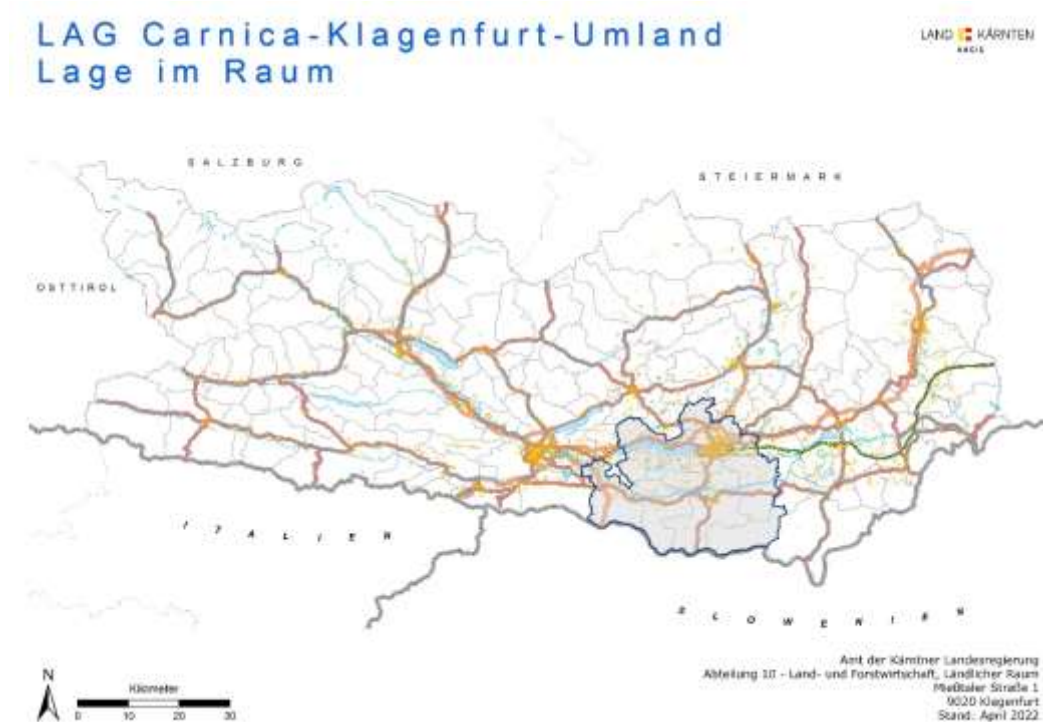 LAG Carnica-Klagenfurt-Umland
Lage im Raum
LAND KÄRNTEN
KAGIS
SALZBURG
STEIERMARK
OSTTIROL
ITALIEN
SLOWENIEN
N
Kilometer
0 10 20 30
Amt der Kärntner Landesregierung
Abteilung 10 - Land- und Forstwirtschaft, Ländlicher Raum
Mießtaler Straße 1
9020 Klagenfurt
Stand: April 2022